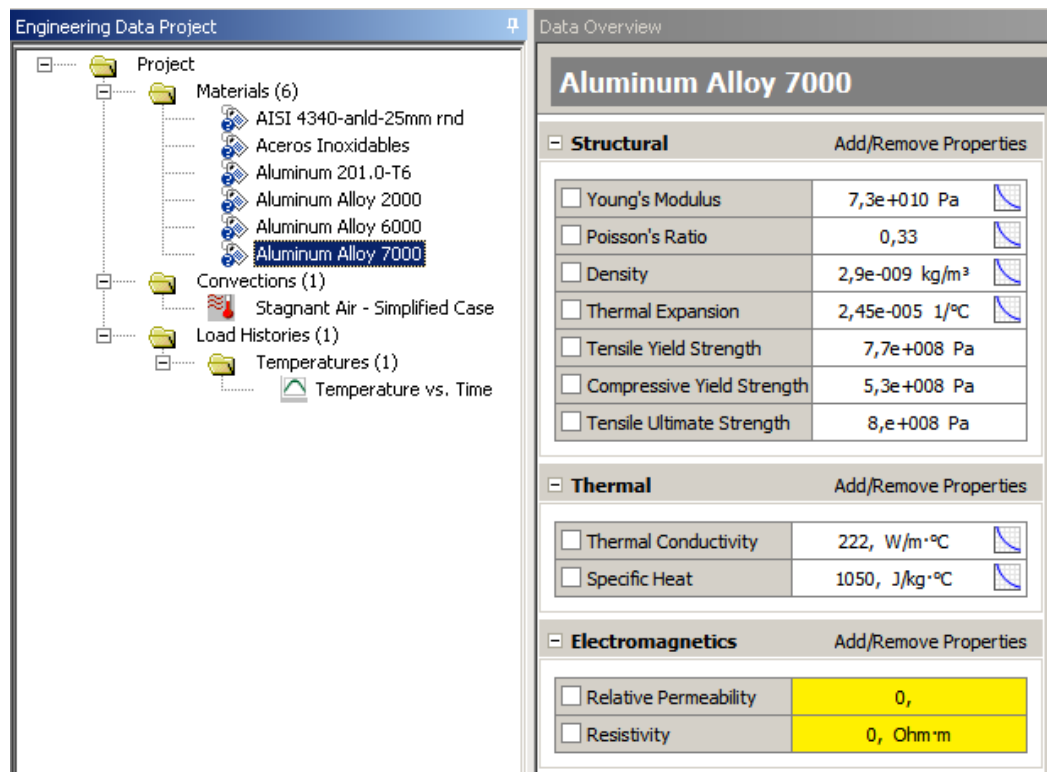 Engineering Data Project
Project
Materials (6)
AISI 4340-anld-25mm rnd
Aceros Inoxidables
Aluminum 201.0-T6
Aluminum Alloy 2000
Aluminum Alloy 6000
Aluminum Alloy 7000
Convections (1)
Stagnant Air - Simplified Case
Load Histories (1)
Temperatures (1)
Temperature vs. Time
Data Overview
Aluminum Alloy 7000
Structural Add/Remove Properties
Young's Modulus 7,3e+010 Pa
Poisson's Ratio 0,33
Density 2,9e-009 kg/m³
Thermal Expansion 2,45e-005 1/ºC
Tensile Yield Strength 7,7e+008 Pa
Compressive Yield Strength 5,3e+008 Pa
Tensile Ultimate Strength 8,e+008 Pa
Thermal Add/Remove Properties
Thermal Conductivity 222, W/m·ºC
Specific Heat 1050, J/kg·ºC
Electromagnetics Add/Remove Properties
Relative Permeability 0,
Resistivity 0, Ohm·m